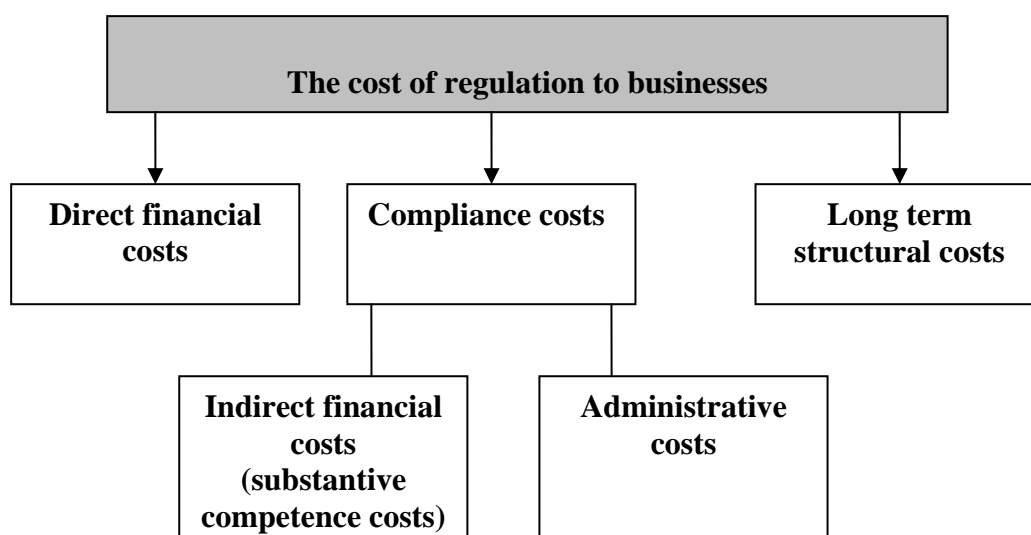 The cost of regulation to businesses
Direct financial
costs
Compliance costs
Long term
structural costs
Indirect financial
costs
(substantive
competence costs)
Administrative
costs